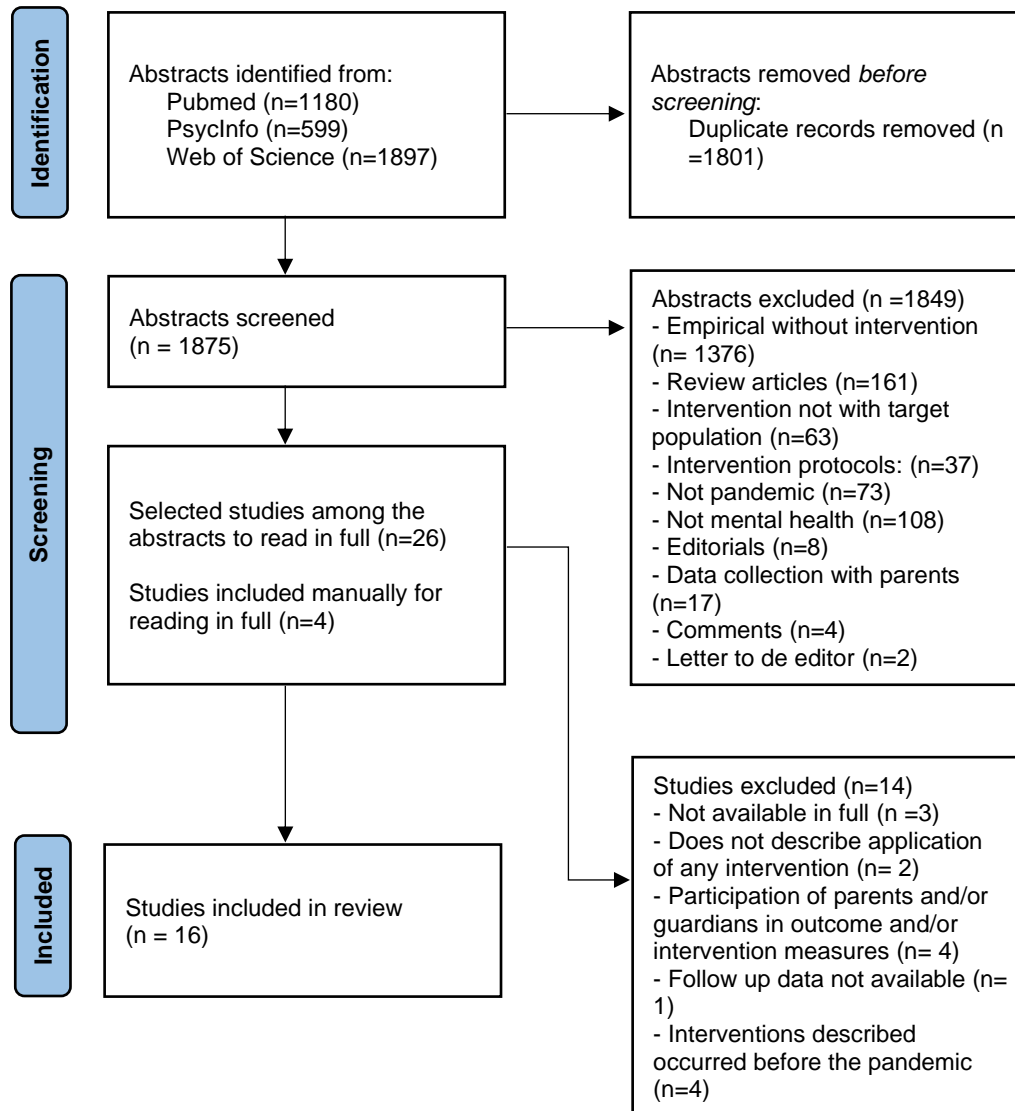 Identification
Abstracts identified from:
Pubmed (n=1180)
PsycInfo (n=599)
Web of Science (n=1897)
Abstracts removed before
screening:
Duplicate records removed (n
=1801)
Screening
Abstracts screened
(n = 1875)
Abstracts excluded (n =1849)
- Empirical without intervention
(n= 1376)
- Review articles (n=161)
- Intervention not with target
population (n=63)
- Intervention protocols: (n=37)
- Not pandemic (n=73)
- Not mental health (n=108)
- Editorials (n=8)
- Data collection with parents
(n=17)
- Comments (n=4)
- Letter to de editor (n=2)
Selected studies among the
abstracts to read in full (n=26)
Studies included manually for
reading in full (n=4)
Studies excluded (n=14)
- Not available in full (n =3)
- Does not describe application
of any intervention (n= 2)
- Participation of parents and/or
guardians in outcome and/or
intervention measures (n= 4)
- Follow up data not available (n=
1)
- Interventions described
occurred before the pandemic
(n=4)
Included
Studies included in review
(n = 16)